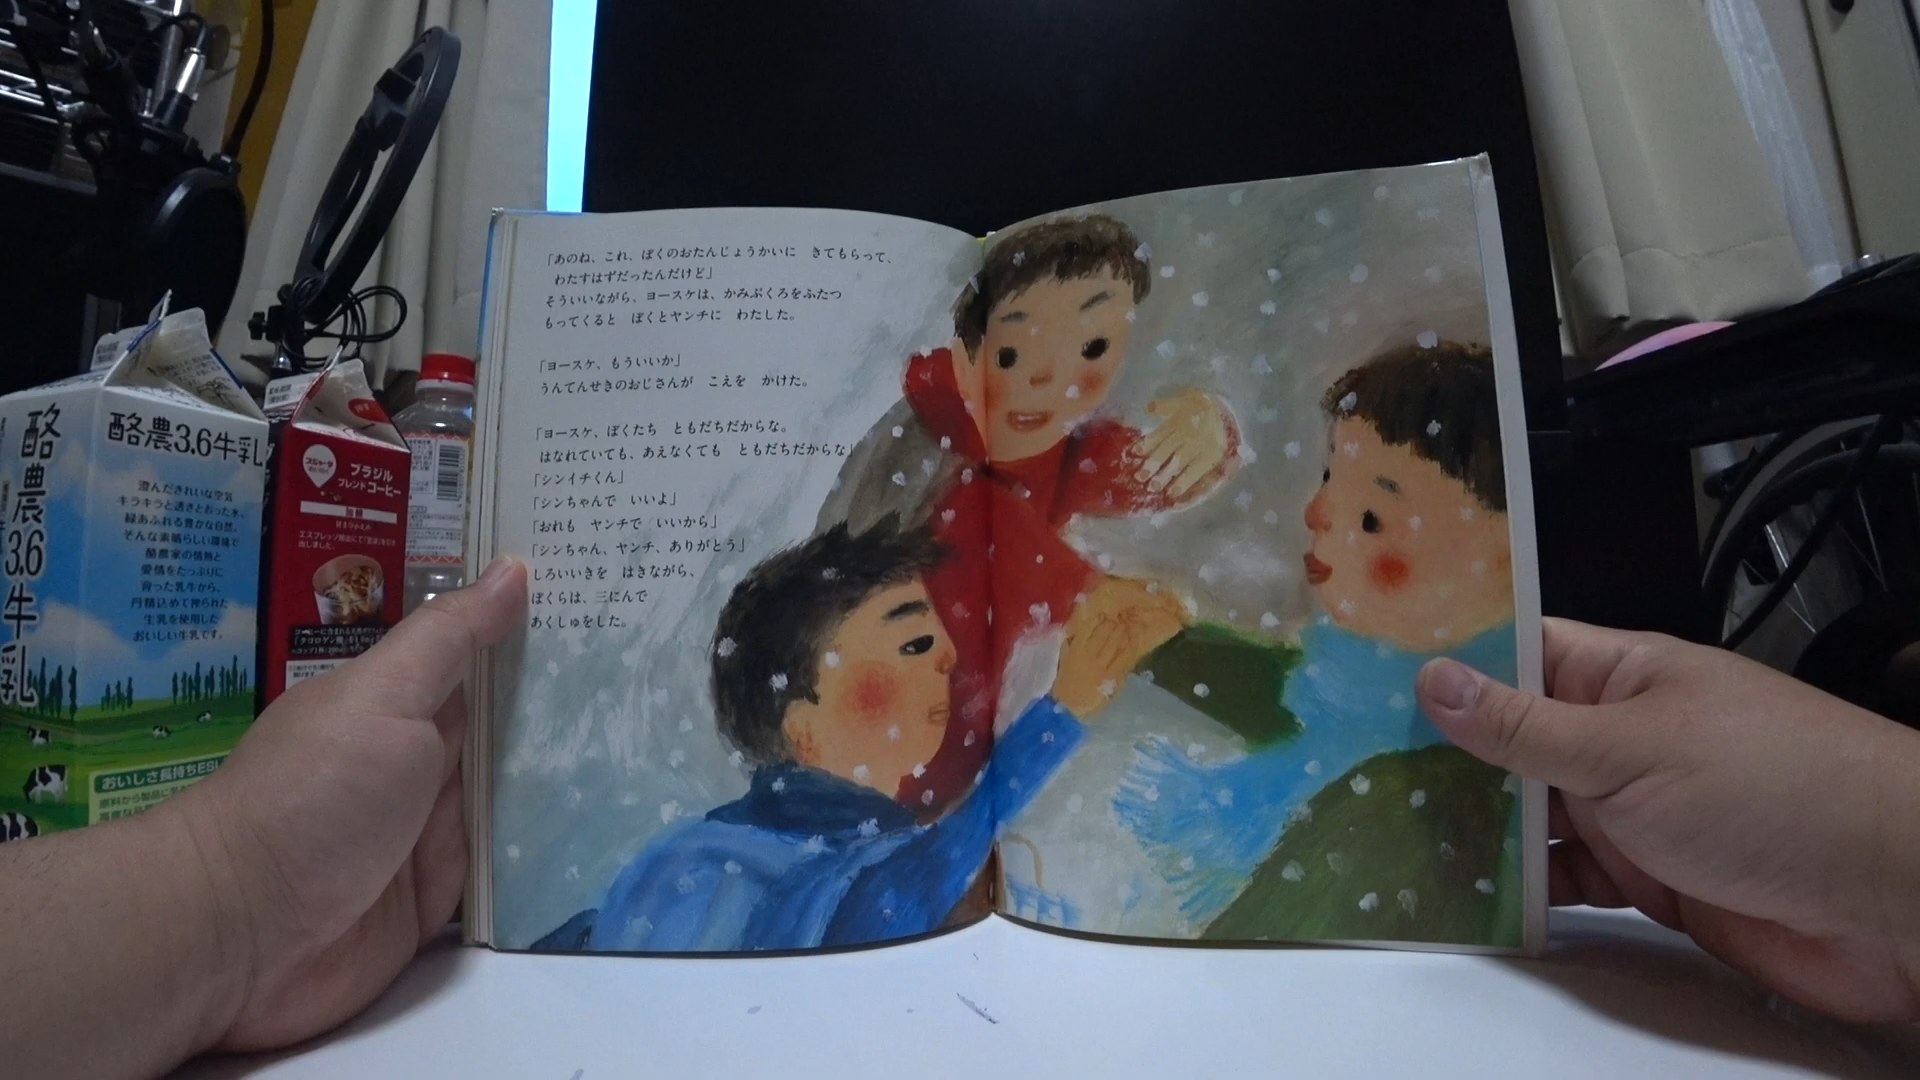 「あのね、これ、ぼくのおたんじょうかいに　きてもらって、
わたすはずだったんだけど」
そういいながら、ヨースケは、かみぶくろをふたつ
もってくると　ぼくとヤンチに　わたした。
「ヨースケ、もういいか」
うんてんせきのおじさんが　こえを　かけた。
「ヨースケ、ぼくたち　ともだちだからな。
はなれていても、あえなくても　ともだちだからな」
「シンイチくん」
「シンちゃんで　いいよ」
「おれも　ヤンチで　いいから」
「シンちゃん、ヤンチ、ありがとう」
しろいいきを　はきながら、
ぼくらは、三にんで
あくしゅをした。
酪農3.6牛乳
酪農3.6牛乳
澄んだきれいな空気
キラキラと透きとおった水、
緑あふれる豊かな自然。
そんな素晴らしい環境で
酪農家の情熱と
愛情をたっぷりに
育った乳牛から、
丹精込めて搾られた
生乳を使用した
おいしい牛乳です。
おいしさ長持ちESL
スジャータ
ブラジル
ブレンドコーヒー
加糖
甘さひかえめ